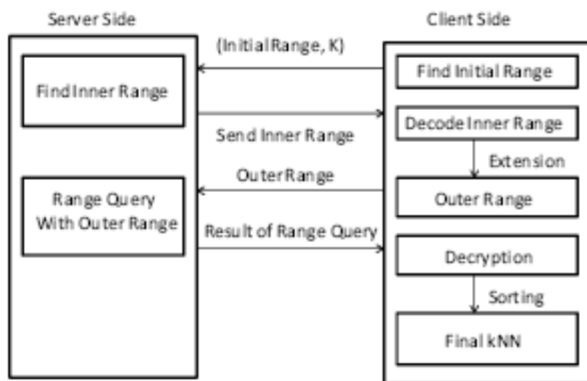 Server Side
Client Side
(Initial Range, K)
Find Inner Range
Find Initial Range
Send Inner Range
Decode Inner Range
Extension
Outer Range
Outer Range
Range Query
With Outer Range
Result of Range Query
Decryption
Sorting
Final kNN